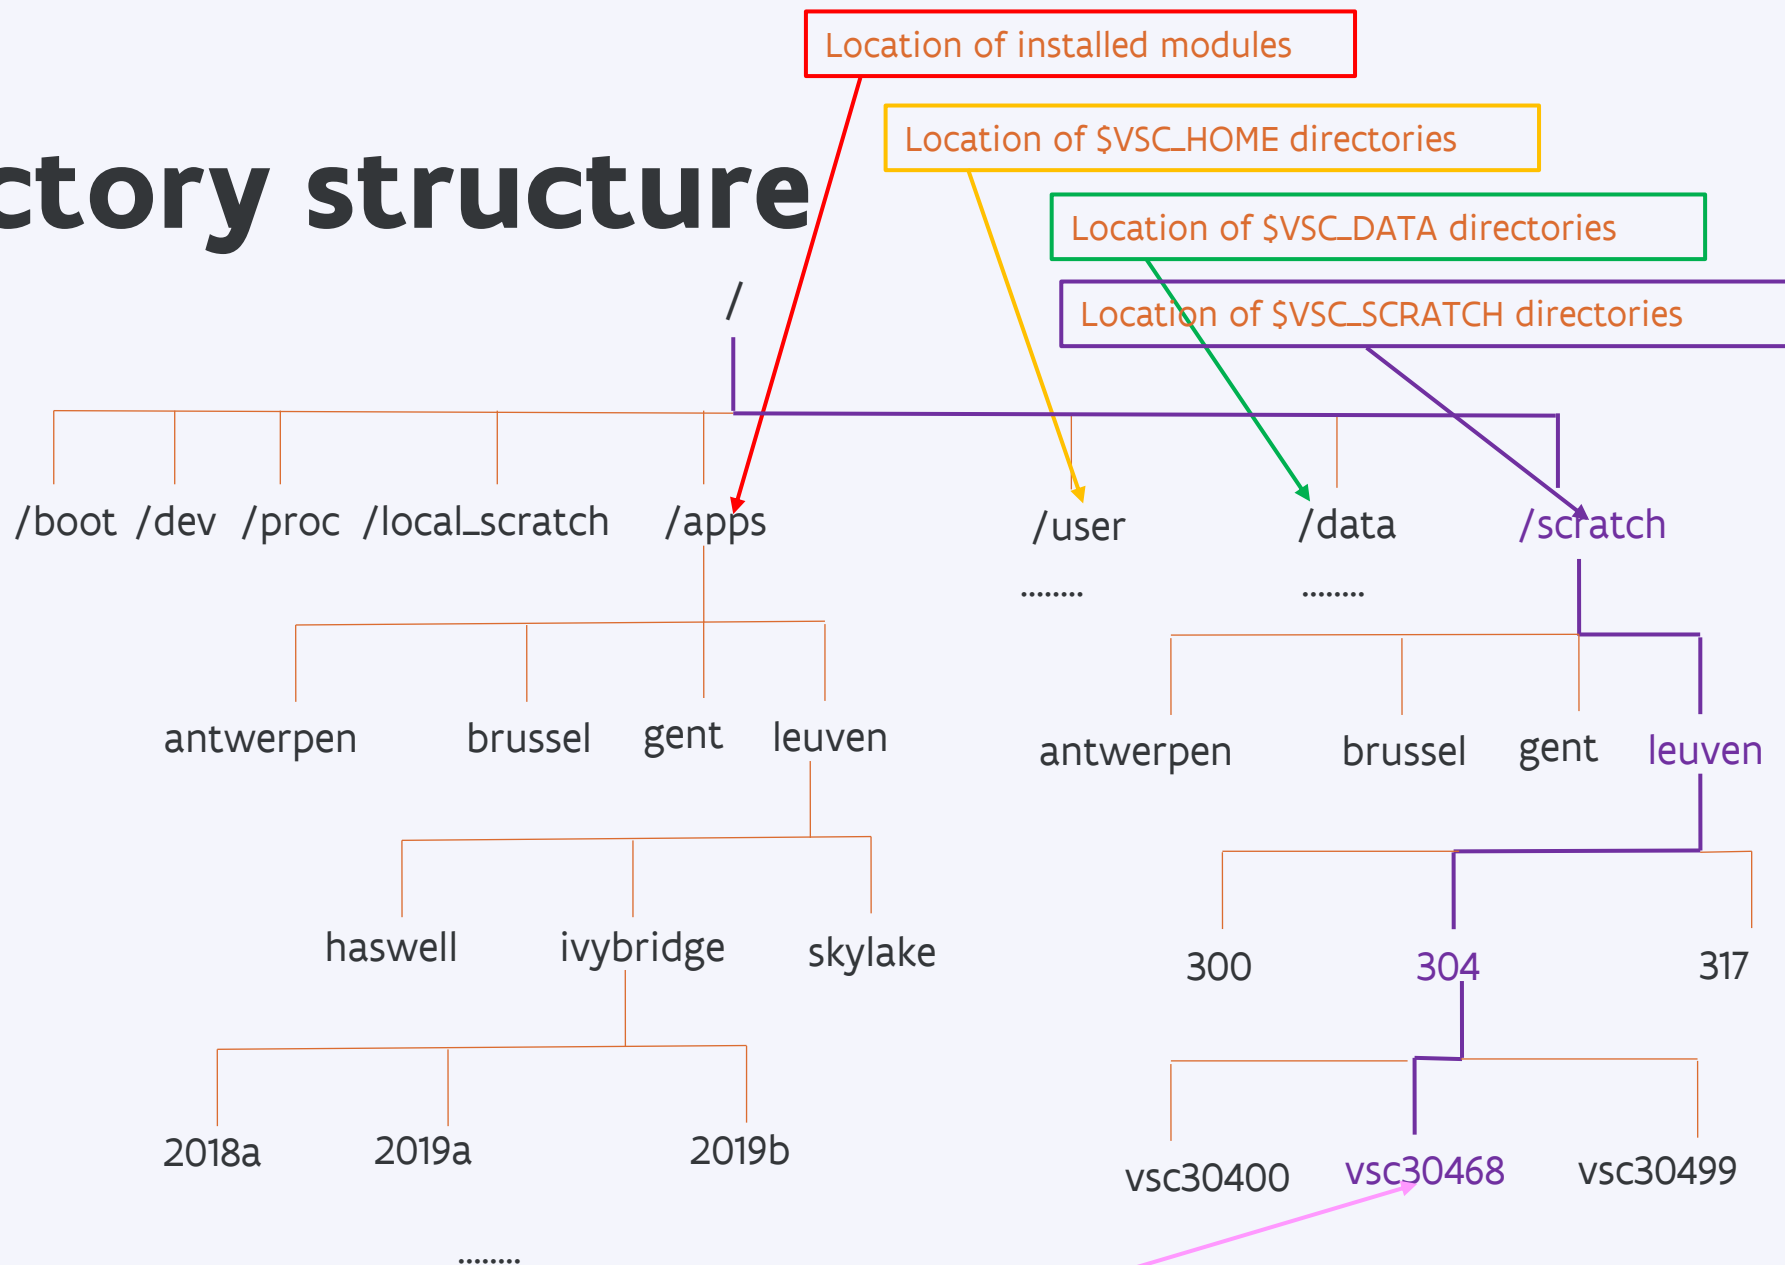 Location of installed modules
Location of $VSC_HOME directories
ctory structure
Location of $VSC_DATA directories
/
Location of $VSC_SCRATCH directories
/boot /dev /proc /local_scratch /apps /user /data /scratch
........ ........
antwerpen brussel gent leuven antwerpen brussel gent leuven
haswell ivybridge skylake 300 304 317
2018a 2019a 2019b vsc30400 vsc30468 vsc30499
........